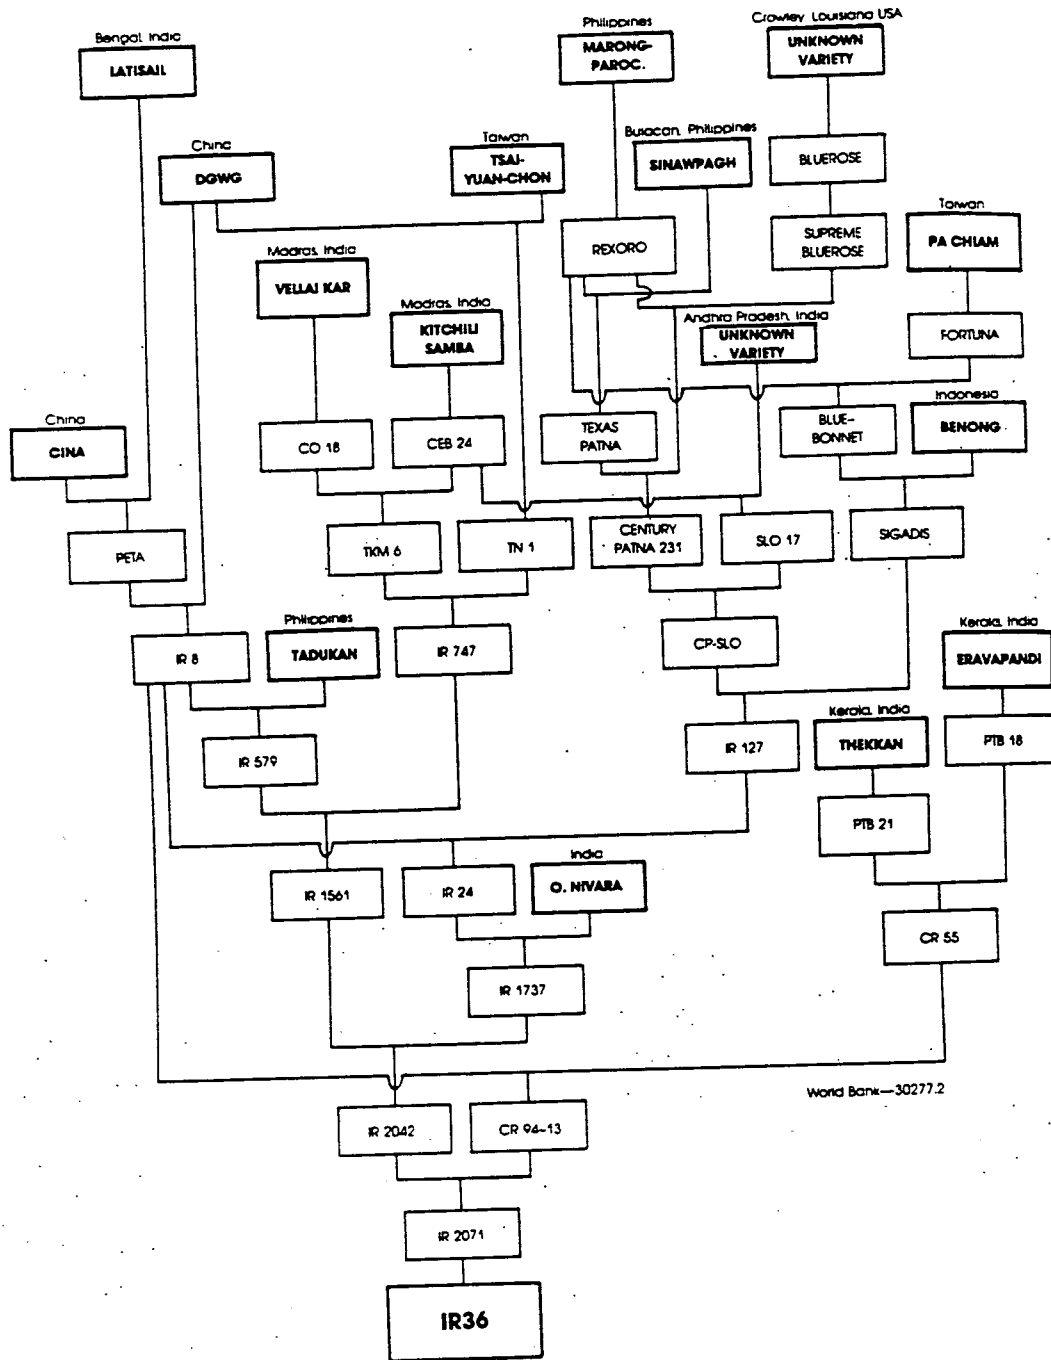 Crowley, Louisiana USA
UNKNOWN
VARIETY
Philippines
MARONG-
PAROC.
Bengal, India
LATISAIL
Bulacan, Philippines
SINAWPAGH
BLUEROSE
Taiwan
TSAI-
YUAN-CHON
China
DGWG
REXORO
SUPREME
BLUEROSE
Taiwan
PA CHIAM
Madras, India
VELLAI KAR
Madras, India
KITCHILI
SAMBA
Andhra Pradesh, India
UNKNOWN
VARIETY
FORTUNA
Indonesia
BENONG
China
CINA
CO 18
CEB 24
TEXAS
PATNA
BLUE-
BONNET
PETA
TKM 6
TN 1
CENTURY
PATNA 231
SLO 17
SIGADIS
IR 8
Philippines
TADUKAN
IR 747
CP-SLO
Kerala, India
ERAVAPANDI
IR 579
IR 127
Kerala, India
THEKKAN
PTB 18
PTB 21
IR 1561
IR 24
India
O. NIVARA
CR 55
IR 1737
World Bank—30277.2
IR 2042
CR 94-13
IR 2071
IR36